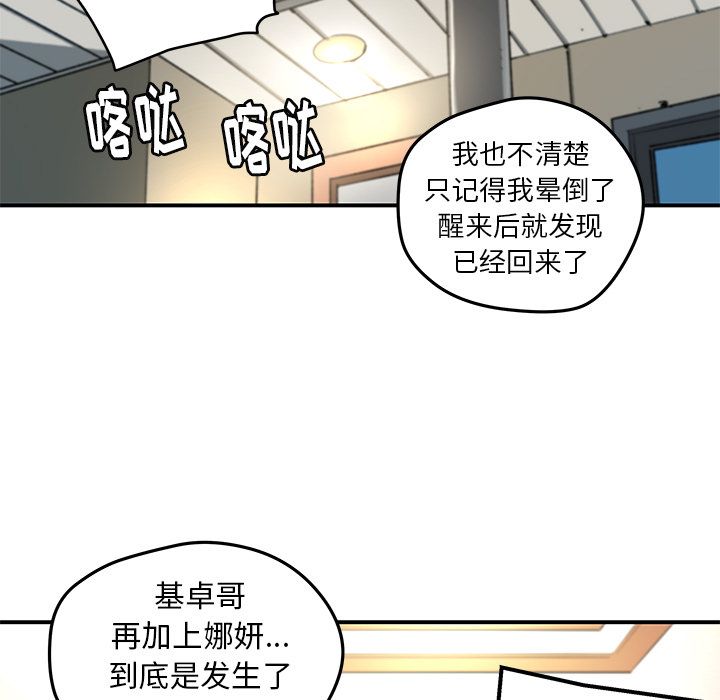 喀哒
喀哒
我也不清楚
只记得我晕倒了
醒来后就发现
已经回来了
基卓哥
再加上娜妍...
到底是发生了